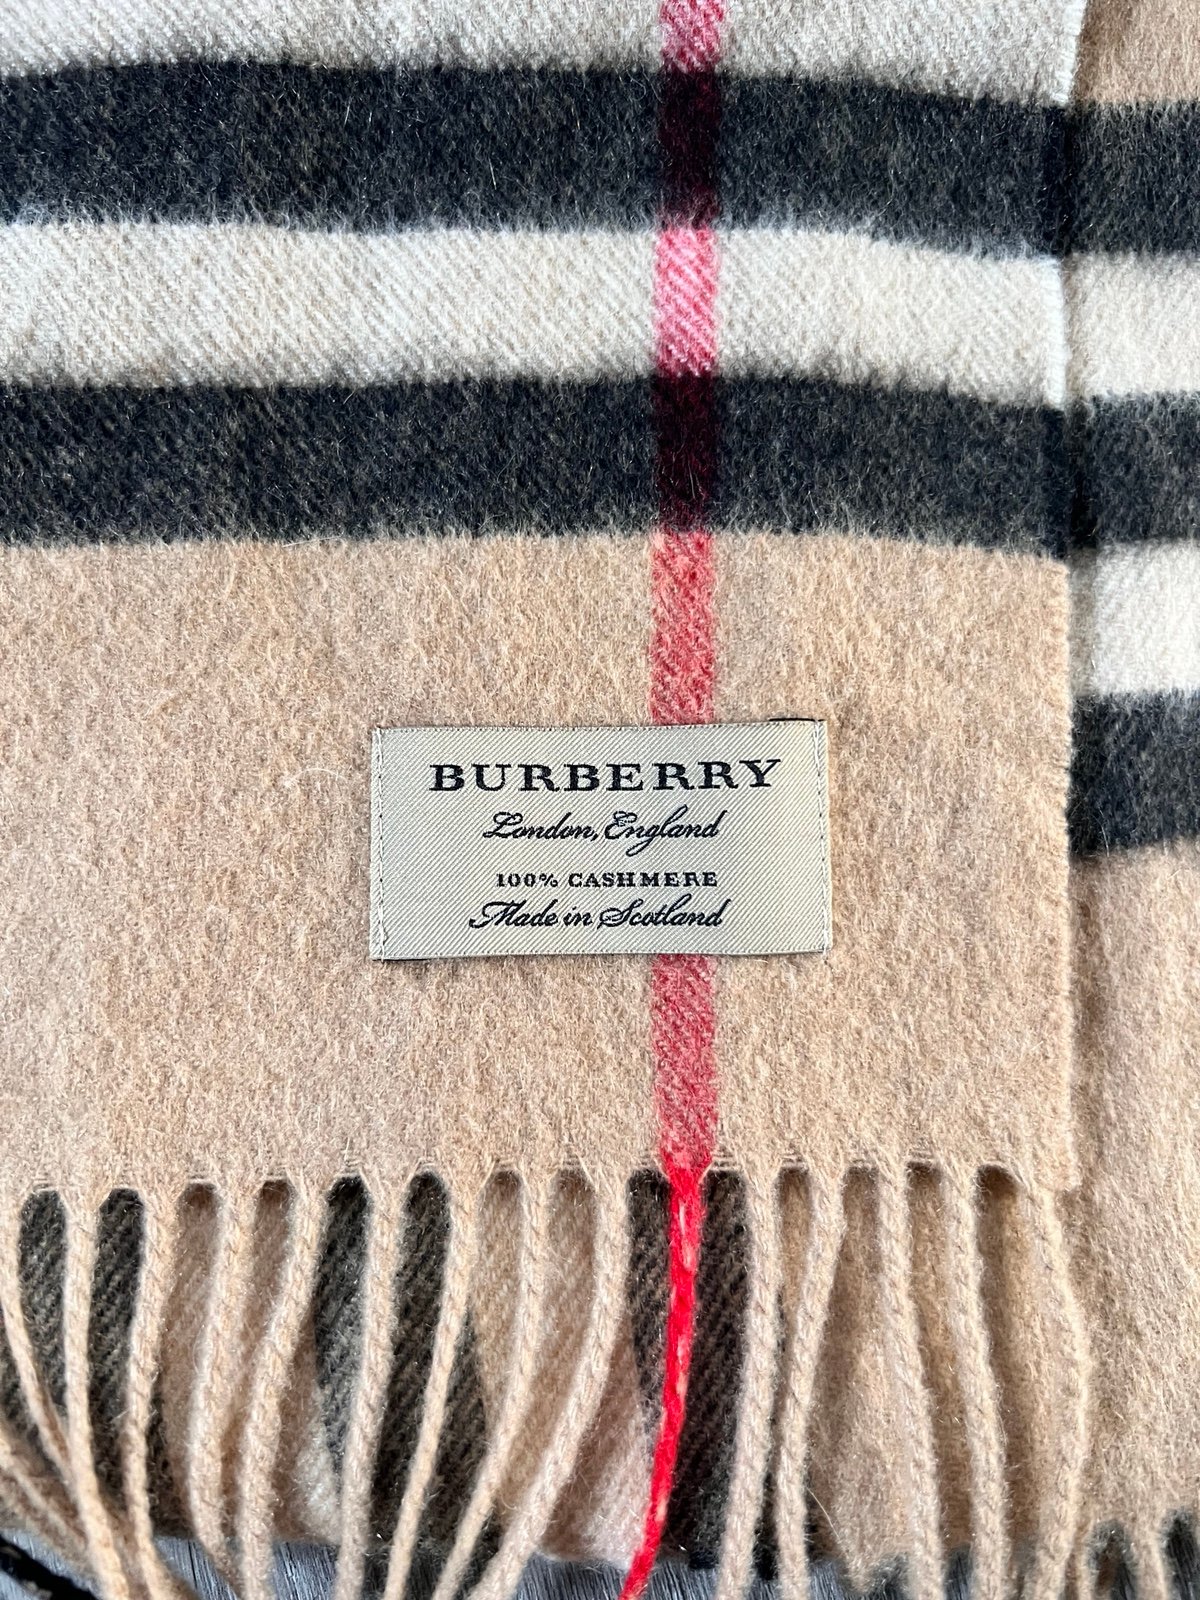 BURBERRY
London, England
100% CASHMERE
Made in Scotland